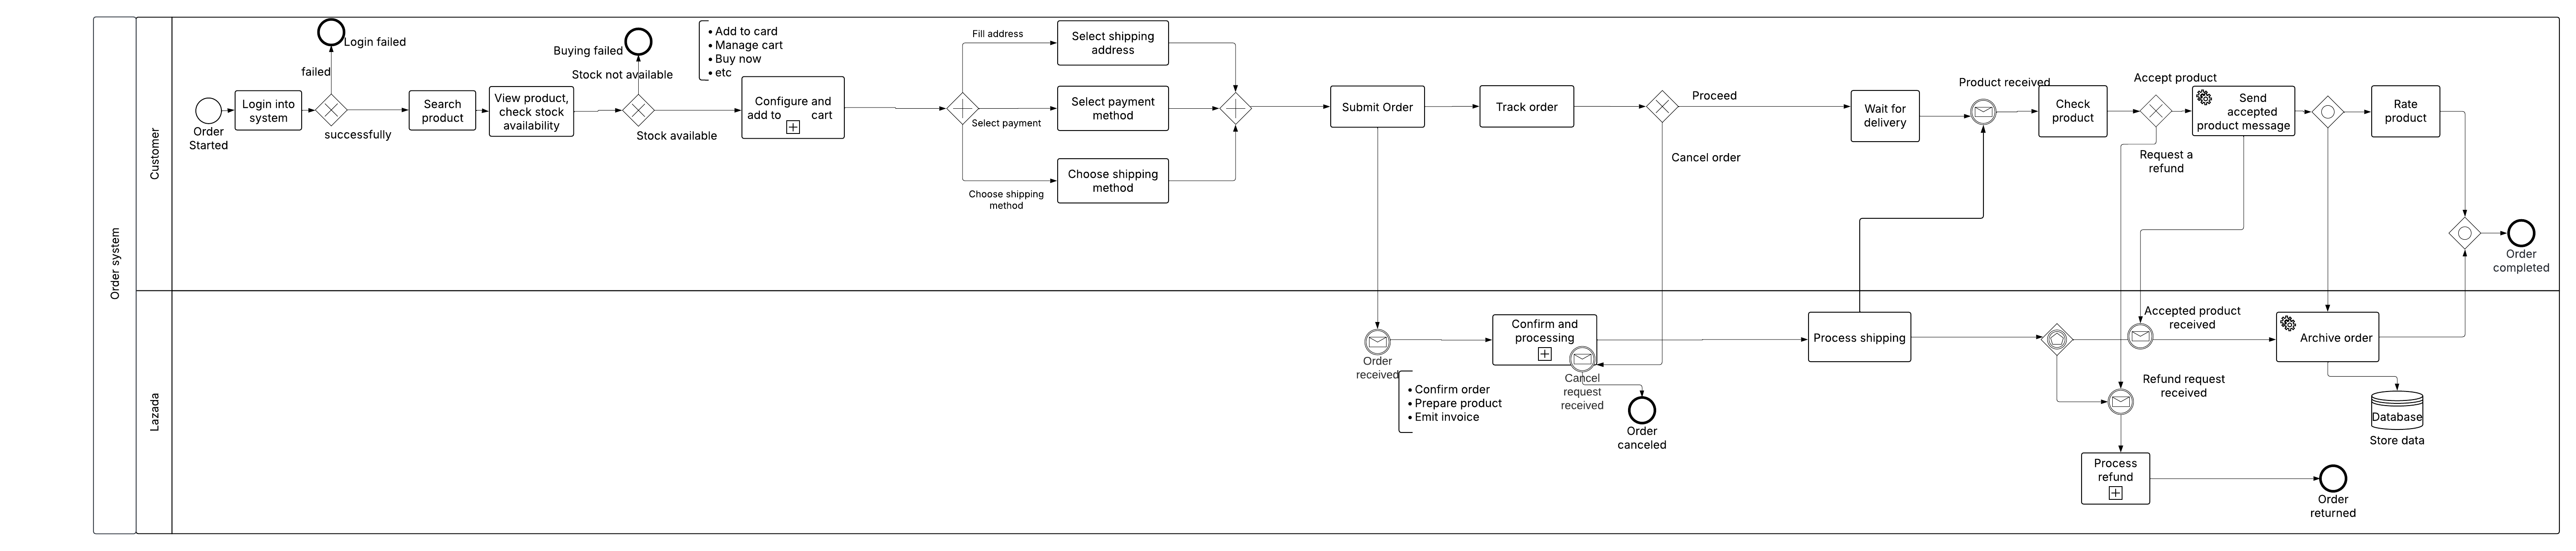 Order system
Customer
Order
Started
Login into
system
failed
Login failed
successfully
Search
product
View product,
check stock
availability
Buying failed
Stock not available
Stock available
• Add to card
• Manage cart
• Buy now
• etc
Configure and
add to cart
Fill address
Select payment
Choose shipping
method
Select shipping
address
Select payment
method
Choose shipping
method
Submit Order
Track order
Proceed
Cancel order
Wait for
delivery
Product received
Check
product
Accept product
Request a
refund
Send
accepted
product message
Rate
product
Order
completed
Lazada
Order
received
Confirm and
processing
• Confirm order
• Prepare product
• Emit invoice
Cancel
request
received
Order
canceled
Process shipping
Accepted product
received
Refund request
received
Archive order
Database
Store data
Process
refund
Order
returned